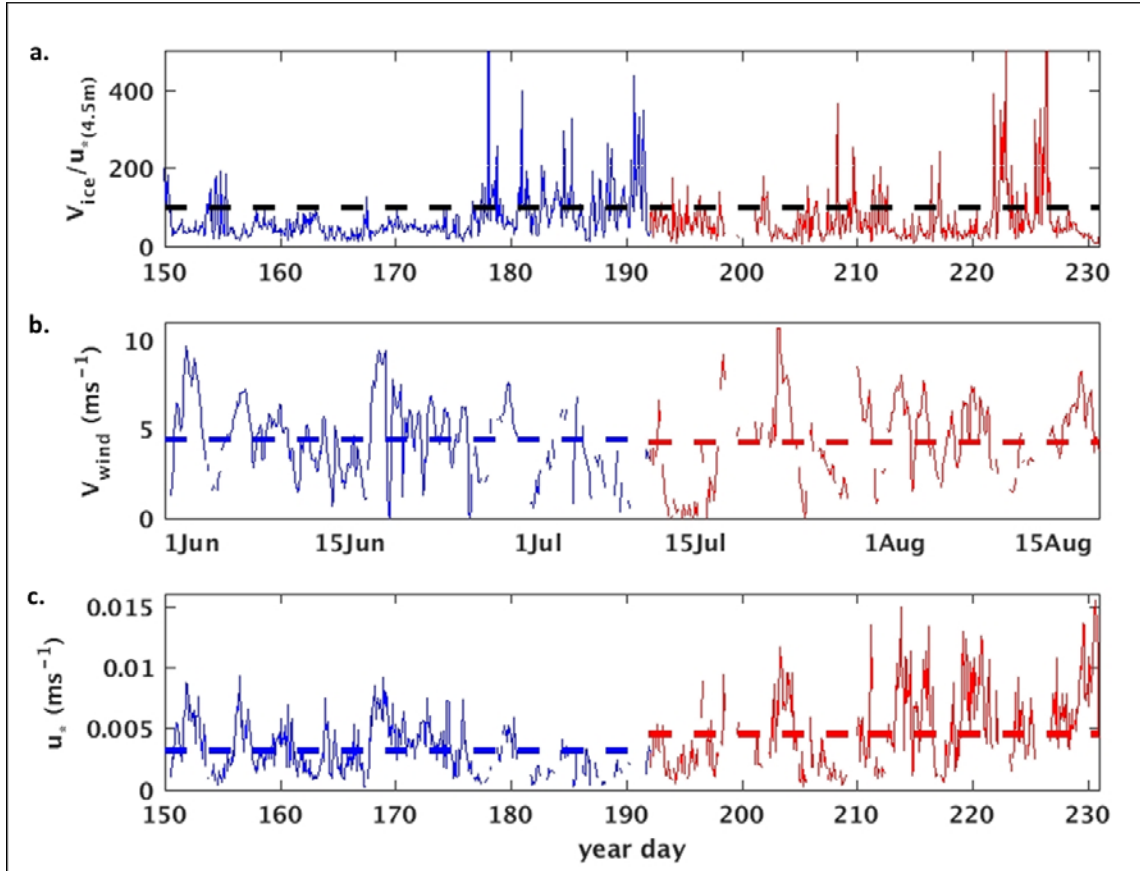 a.
V_ice/u_*(4.5m)
400
200
0
150 160 170 180 190 200 210 220 230
b.
V_wind (ms⁻¹)
10
5
0
1Jun 15Jun 1Jul 15Jul 1Aug 15Aug
c.
u_* (ms⁻¹)
0.015
0.01
0.005
0
150 160 170 180 190 200 210 220 230
year day